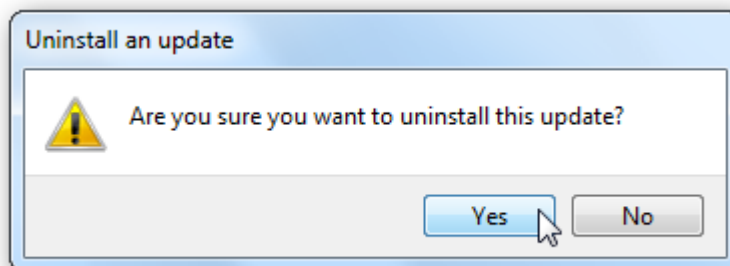 Uninstall an update
Are you sure you want to uninstall this update?
Yes No